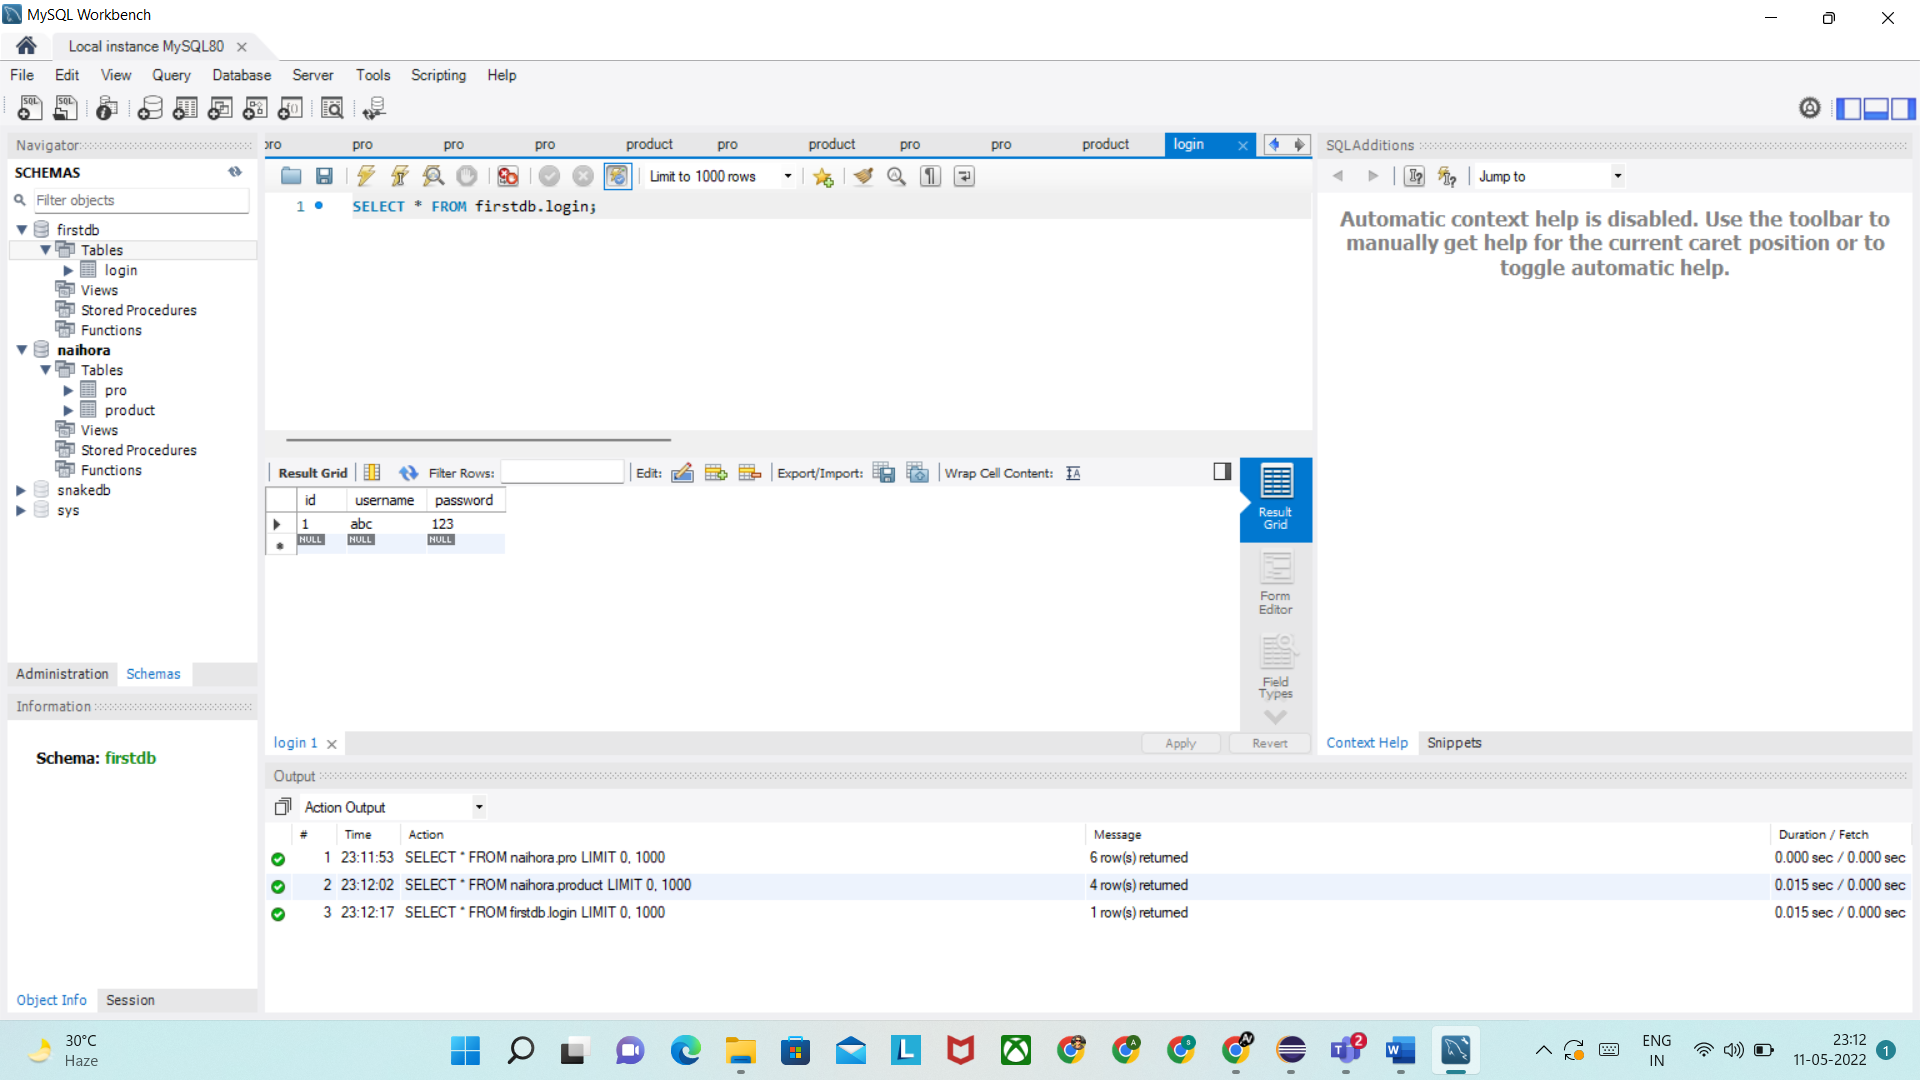 MySQL Workbench
Local instance MySQL80
File Edit View Query Database Server Tools Scripting Help
Navigator
SCHEMAS
Filter objects
firstdb
Tables
login
Views
Stored Procedures
Functions
naihora
Tables
pro
product
Views
Stored Procedures
Functions
snakedb
sys
Administration Schemas
Information
Schema: firstdb
Object Info Session
pro pro pro pro product pro product pro pro product login
Limit to 1000 rows
1 SELECT * FROM firstdb.login;
Result Grid Filter Rows: Edit: Export/Import: Wrap Cell Content:
id username password
1 abc 123
NULL NULL NULL
Result Grid
Form Editor
Field Types
login 1 Apply Revert
SQLAdditions
Jump to
Automatic context help is disabled. Use the toolbar to
manually get help for the current caret position or to
toggle automatic help.
Context Help Snippets
Output
Action Output
# Time Action Message Duration / Fetch
1 23:11:53 SELECT * FROM naihora.pro LIMIT 0, 1000 6 row(s) returned 0.000 sec / 0.000 sec
2 23:12:02 SELECT * FROM naihora.product LIMIT 0, 1000 4 row(s) returned 0.015 sec / 0.000 sec
3 23:12:17 SELECT * FROM firstdb.login LIMIT 0, 1000 1 row(s) returned 0.015 sec / 0.000 sec
30°C
Haze
2
ENG
IN
23:12
11-05-2022
1